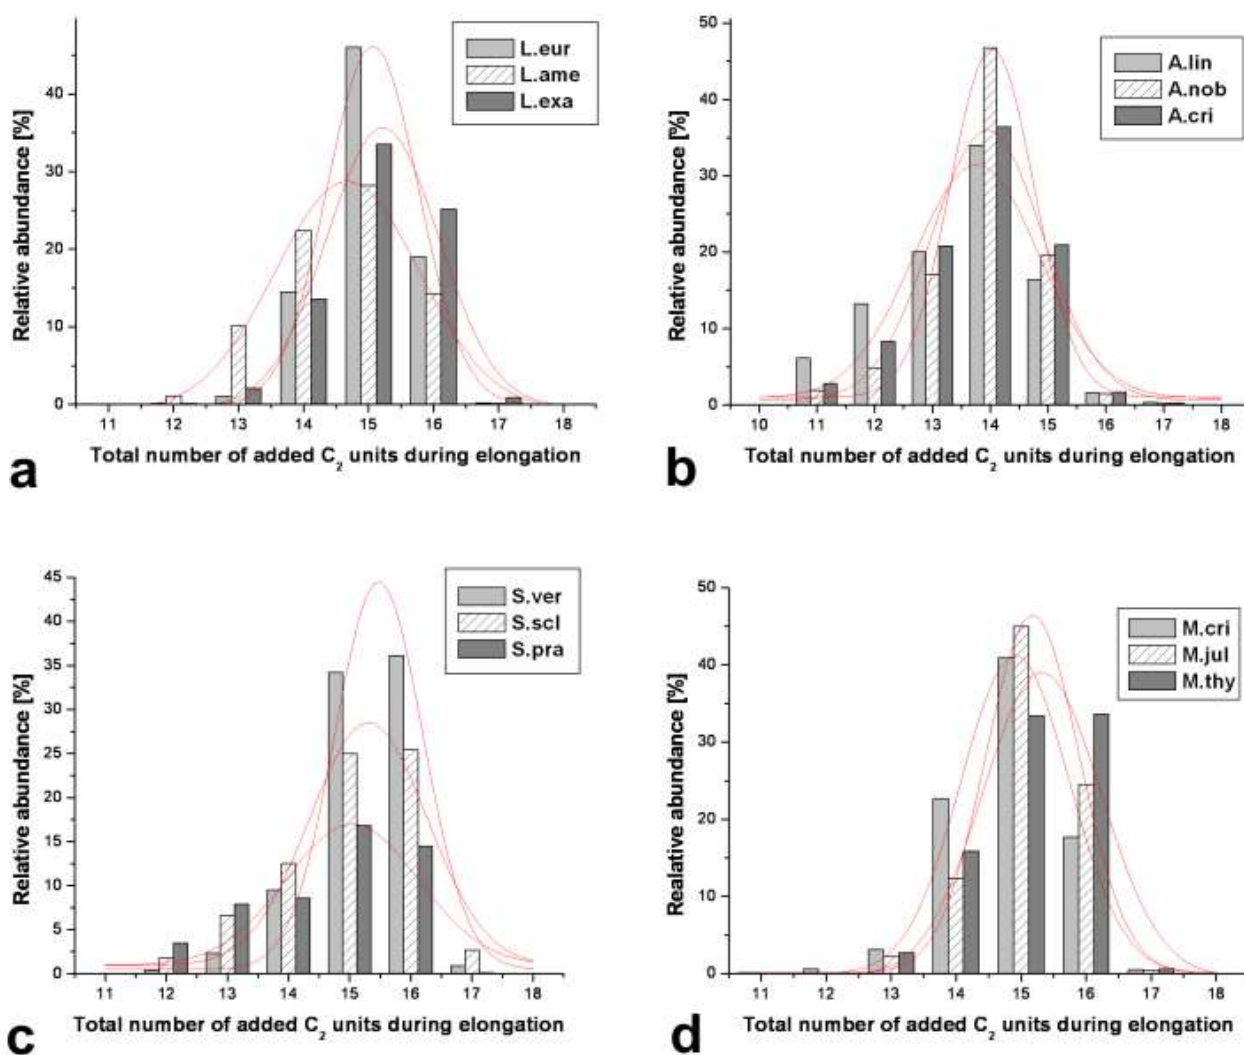 L.eur
L.ame
L.exa
Relative abundance [%]
40
30
20
10
0
11 12 13 14 15 16 17 18
Total number of added C₂ units during elongation
a
A.lin
A.nob
A.cri
Relative abundance [%]
50
40
30
20
10
0
10 11 12 13 14 15 16 17 18
Total number of added C₂ units during elongation
b
S.ver
S.scl
S.pra
Relative abundance [%]
45
40
35
30
25
20
15
10
5
0
11 12 13 14 15 16 17 18
Total number of added C₂ units during elongation
c
M.cri
M.jul
M.thy
Realative abundance [%]
50
40
30
20
10
0
11 12 13 14 15 16 17 18
Total number of added C₂ units during elongation
d